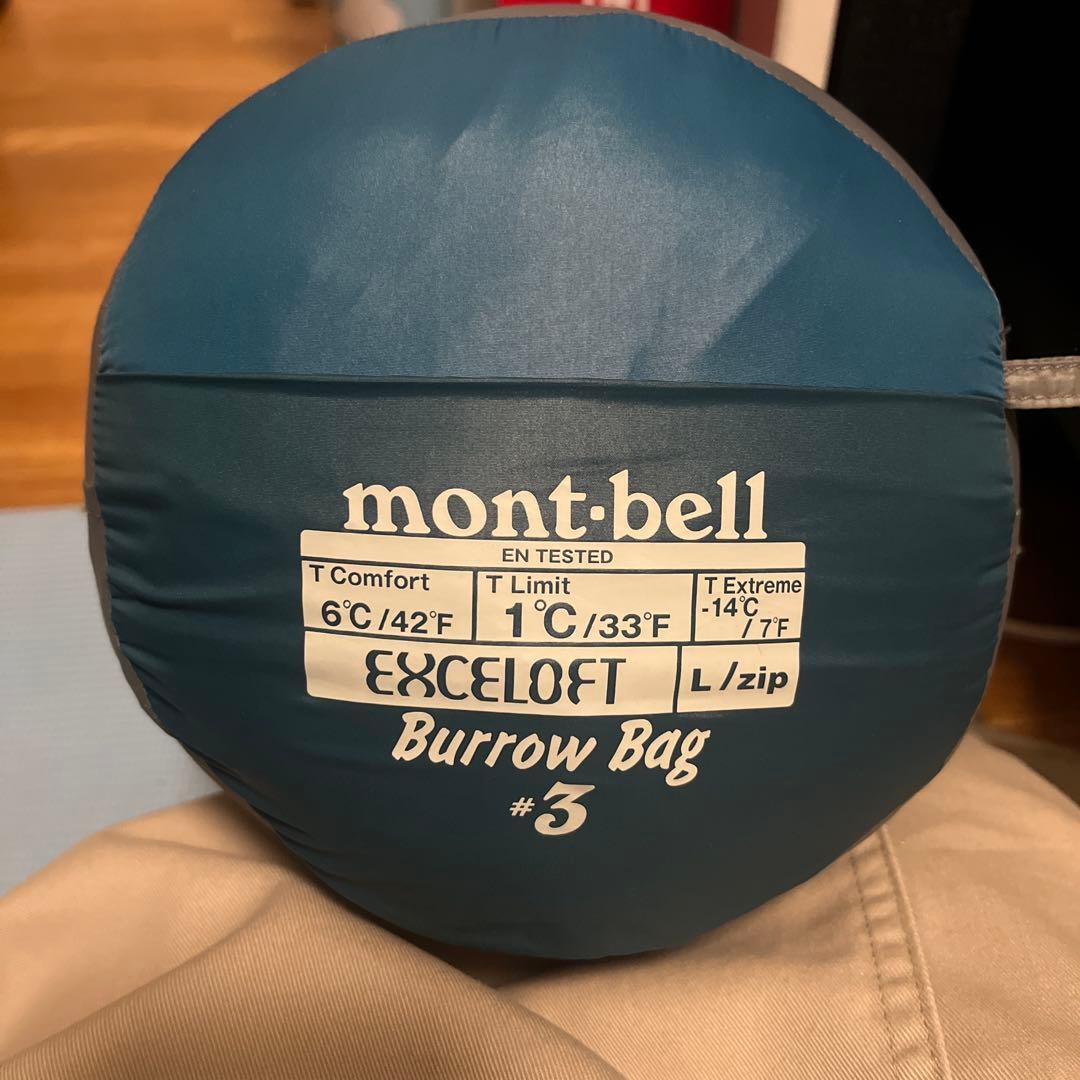 mont-bell
EN TESTED
T Comfort
6℃/42°F
T Limit
1℃/33°F
T Extreme
-14℃
/7°F
EXCELOFT
L/zip
Burrow Bag
#3